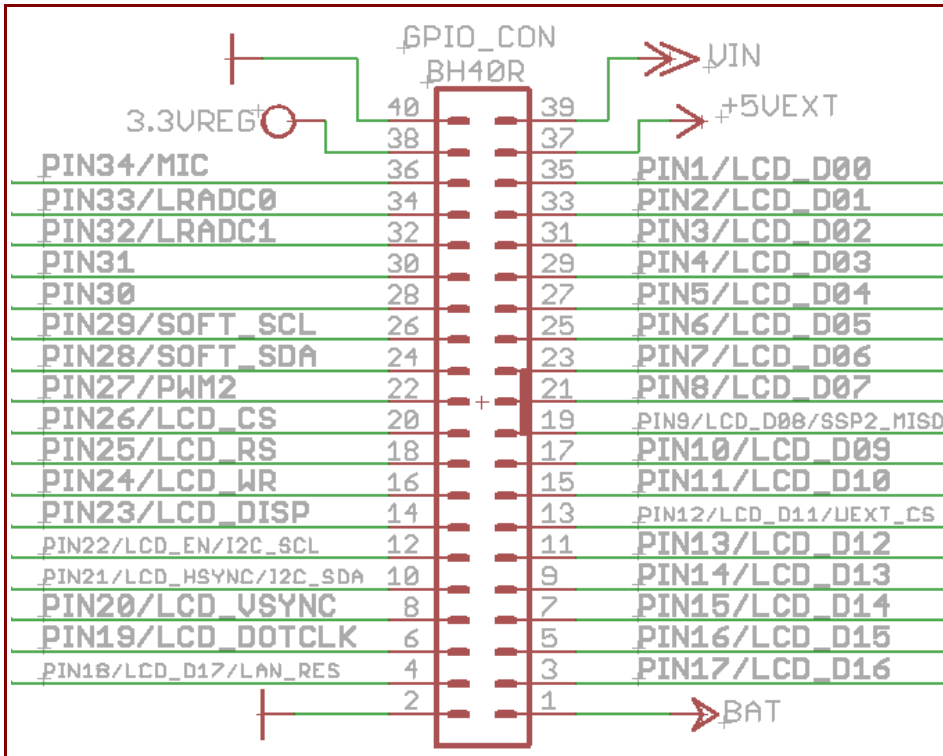 GPIO_CON
BH40R
VIN
40 39
3.3VREG +5VEXT
38 37
PIN34/MIC 36 35 PIN1/LCD_D00
PIN33/LRADC0 34 33 PIN2/LCD_D01
PIN32/LRADC1 32 31 PIN3/LCD_D02
PIN31 30 29 PIN4/LCD_D03
PIN30 28 27 PIN5/LCD_D04
PIN29/SOFT_SCL 26 25 PIN6/LCD_D05
PIN28/SOFT_SDA 24 23 PIN7/LCD_D06
PIN27/PWM2 22 21 PIN8/LCD_D07
PIN26/LCD_CS 20 19 PIN9/LCD_D08/SSP2_MISO
PIN25/LCD_RS 18 17 PIN10/LCD_D09
PIN24/LCD_WR 16 15 PIN11/LCD_D10
PIN23/LCD_DISP 14 13 PIN12/LCD_D11/UEXT_CS
PIN22/LCD_EN/I2C_SCL 12 11 PIN13/LCD_D12
PIN21/LCD_HSYNC/I2C_SDA 10 9 PIN14/LCD_D13
PIN20/LCD_VSYNC 8 7 PIN15/LCD_D14
PIN19/LCD_DOTCLK 6 5 PIN16/LCD_D15
PIN18/LCD_D17/LAN_RES 4 3 PIN17/LCD_D16
2 1 BAT